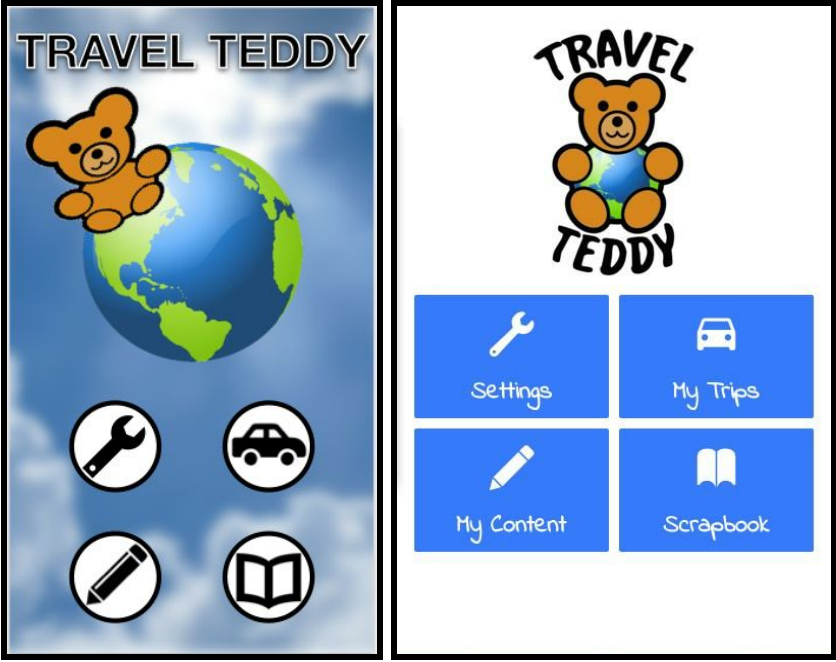 TRAVEL TEDDY
TRAVEL
TEDDY
Settings
My Trips
My Content
Scrapbook